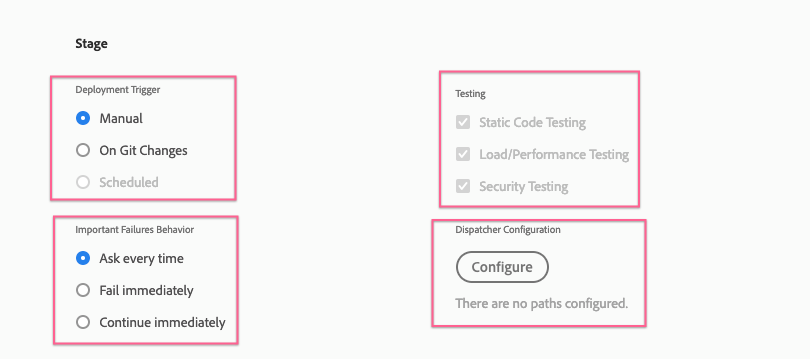 Stage
Deployment Trigger
Manual
On Git Changes
Scheduled
Important Failures Behavior
Ask every time
Fail immediately
Continue immediately
Testing
Static Code Testing
Load/Performance Testing
Security Testing
Dispatcher Configuration
Configure
There are no paths configured.